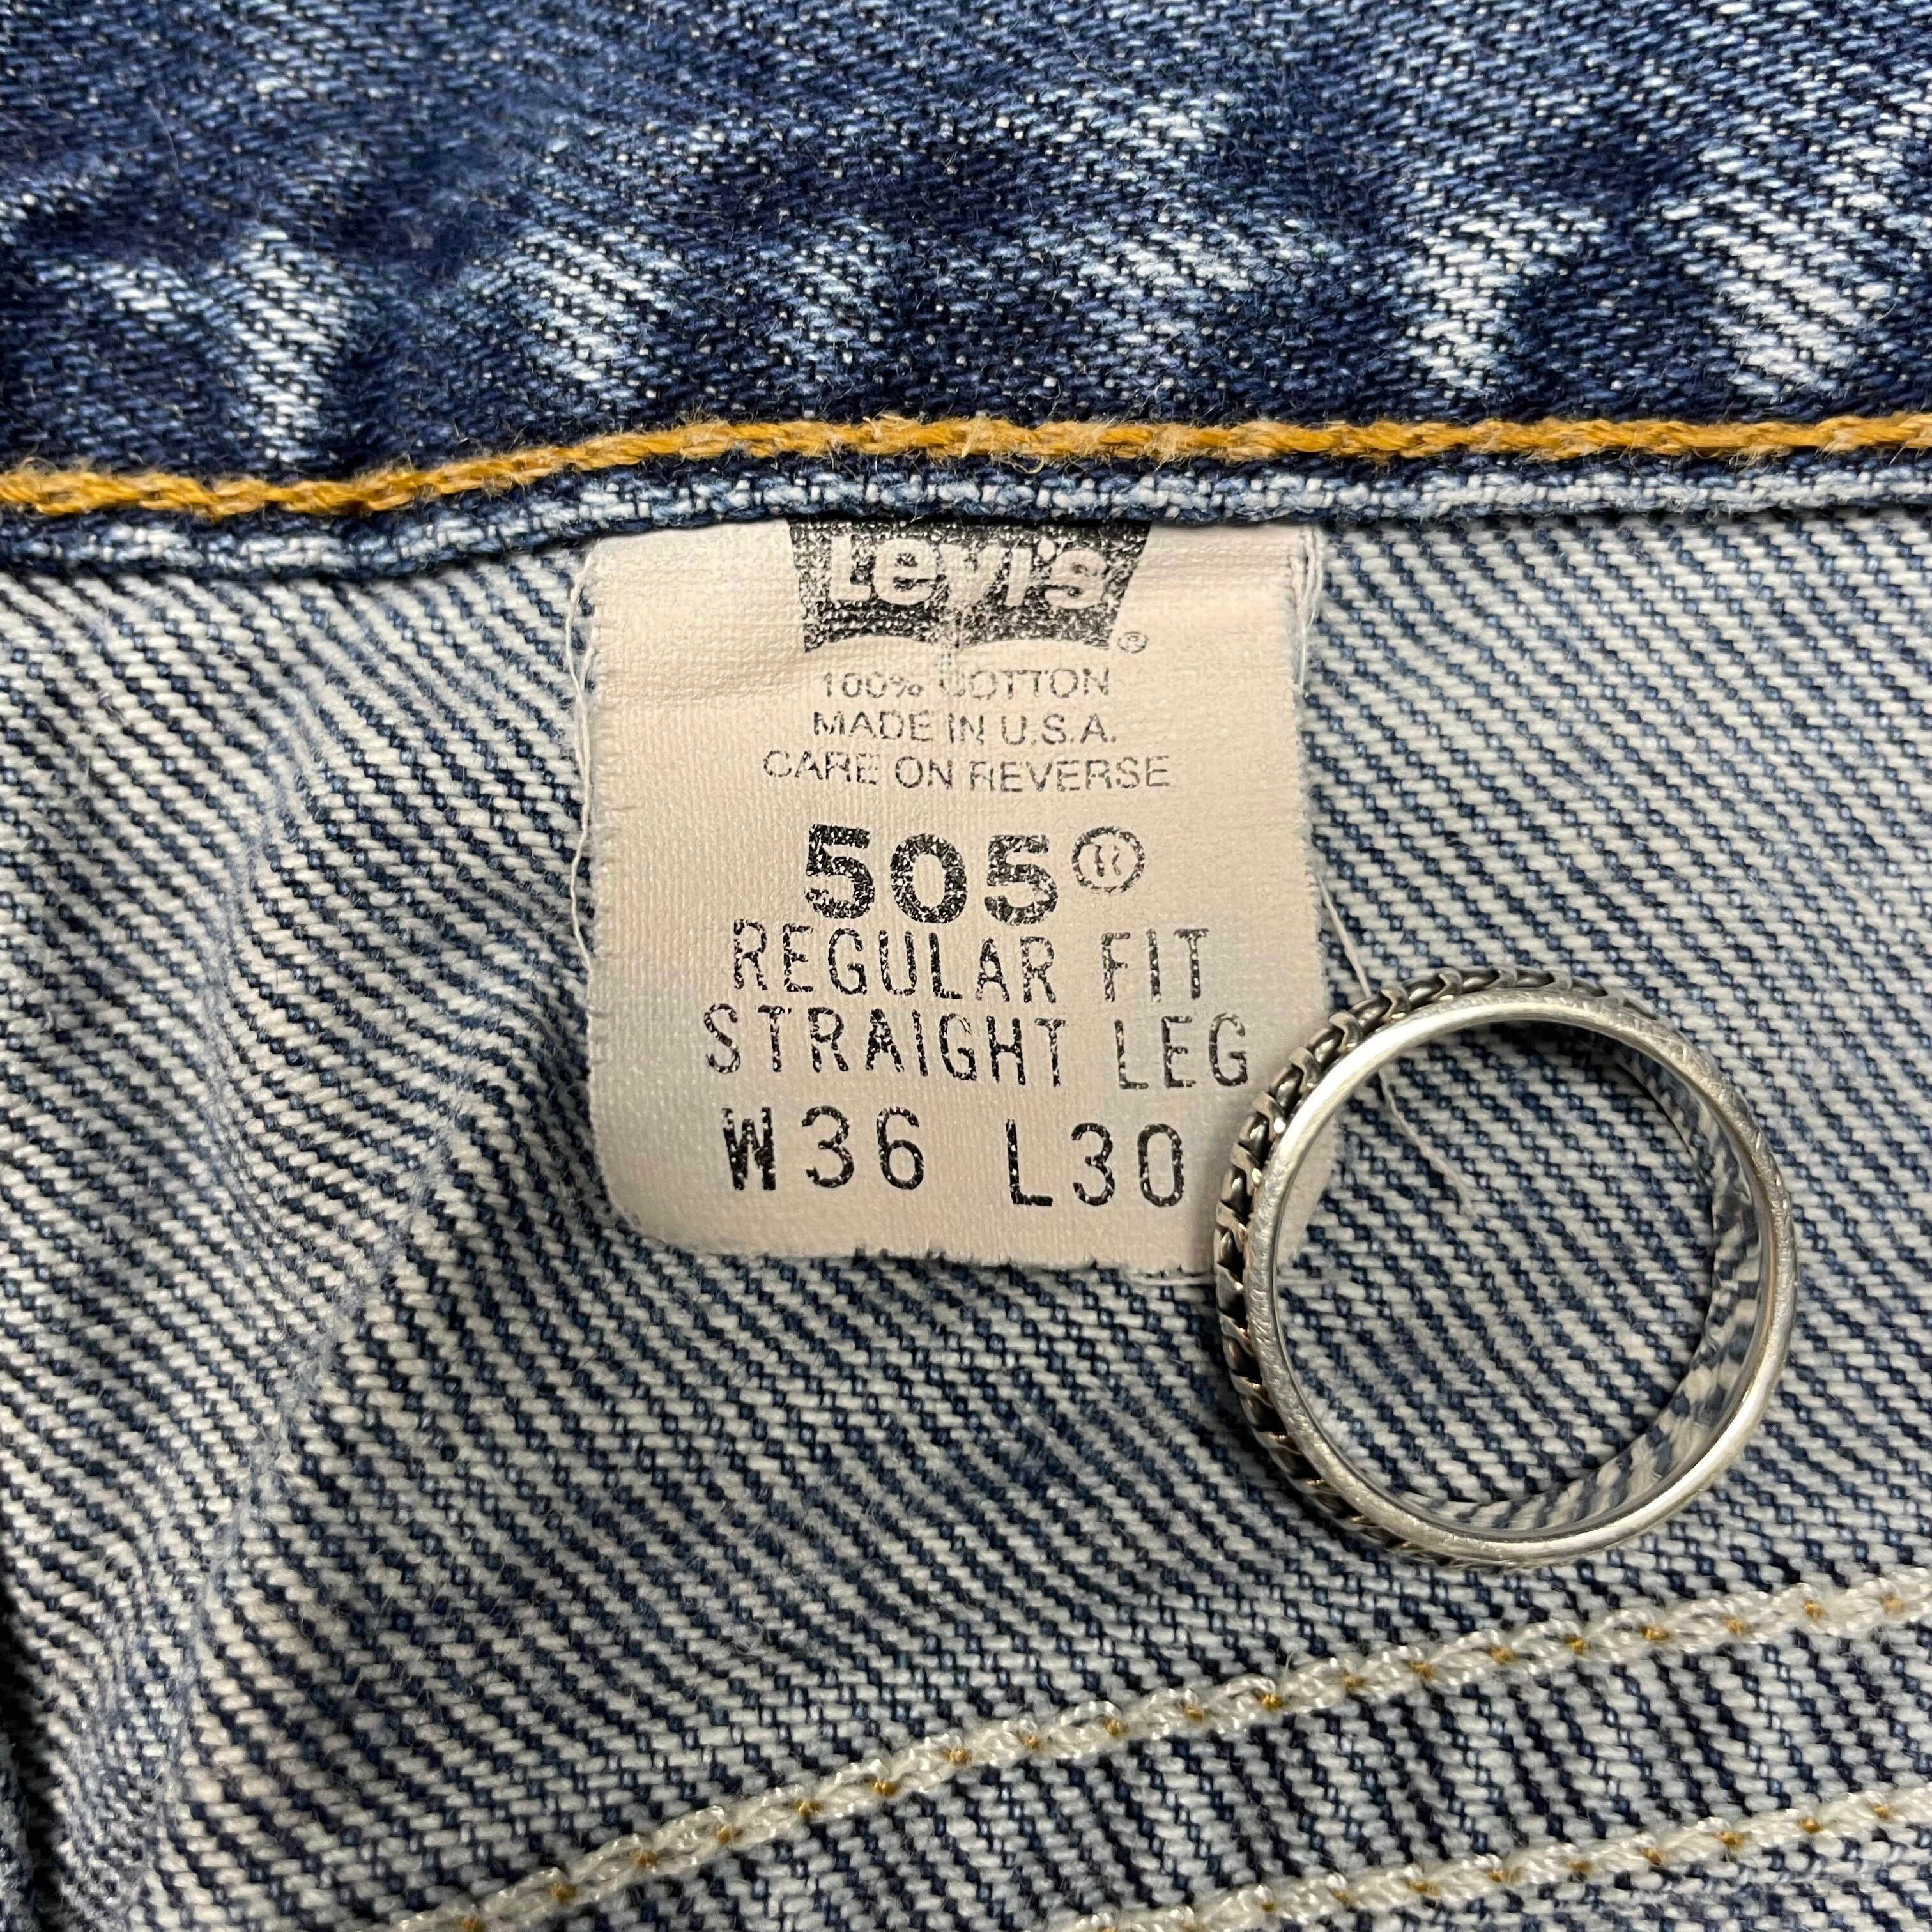 Levi's®
100% COTTON
MADE IN U.S.A.
CARE ON REVERSE
505®
REGULAR FIT
STRAIGHT LEG
W36 L30